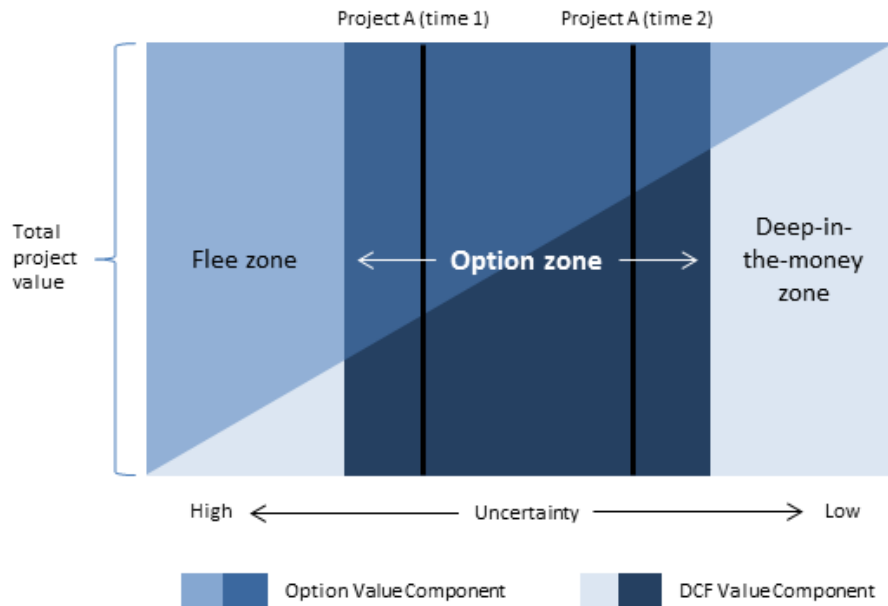 Project A (time 1)
Project A (time 2)
Total
project
value
Flee zone
Option zone
Deep-in-
the-money
zone
High
Uncertainty
Low
Option Value Component
DCF Value Component